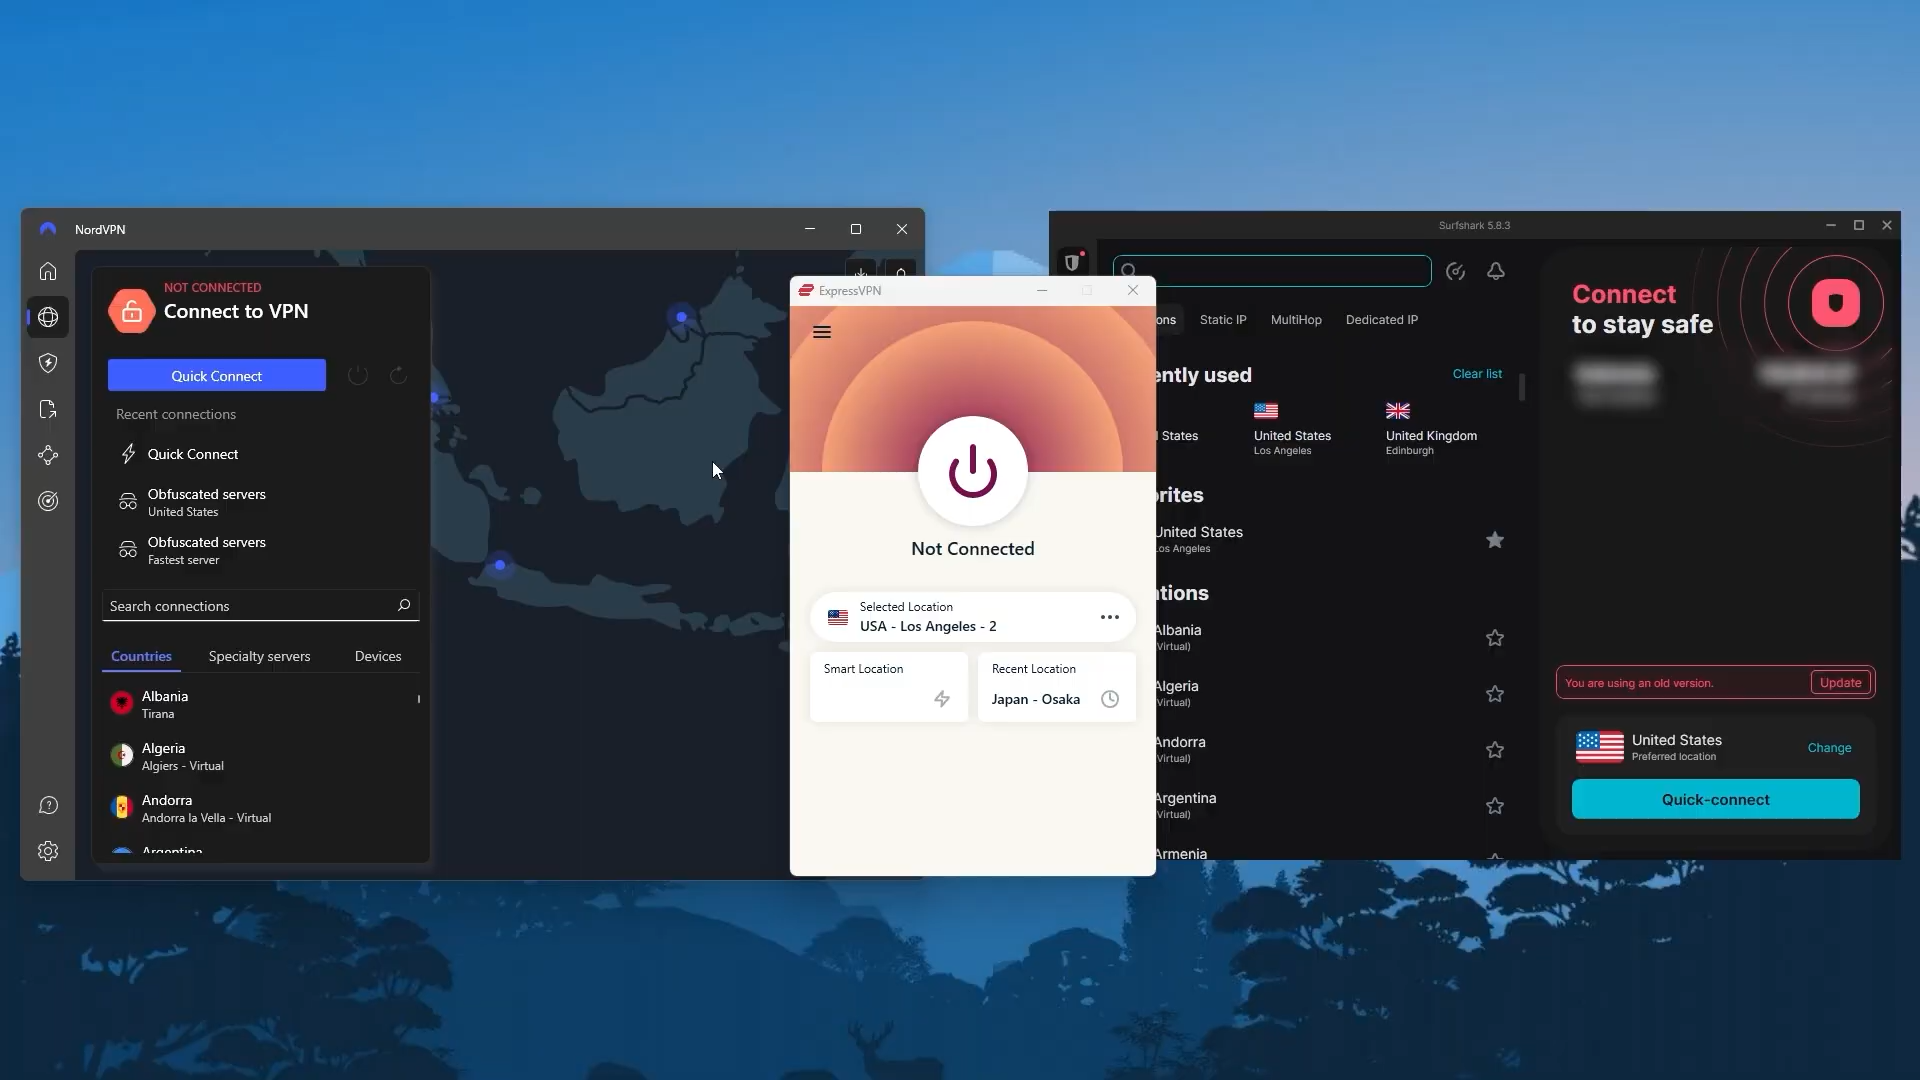 NordVPN
NOT CONNECTED
Connect to VPN
Quick Connect
Recent connections
Quick Connect
Obfuscated servers
United States
Obfuscated servers
Fastest server
Search connections
Countries
Specialty servers
Devices
Albania
Tirana
Algeria
Algiers - Virtual
Andorra
Andorra la Vella - Virtual
Argentina
ExpressVPN
Not Connected
Selected Location
USA - Los Angeles - 2
Smart Location
Recent Location
Japan - Osaka
Surfshark 5.8.3
ons
Static IP
MultiHop
Dedicated IP
ently used
Clear list
l States
United States
Los Angeles
United Kingdom
Edinburgh
orites
United States
Los Angeles
ations
Albania
(Virtual)
Algeria
(Virtual)
Andorra
(Virtual)
Argentina
(Virtual)
Armenia
Connect
to stay safe
You are using an old version.
Update
United States
Preferred location
Change
Quick-connect